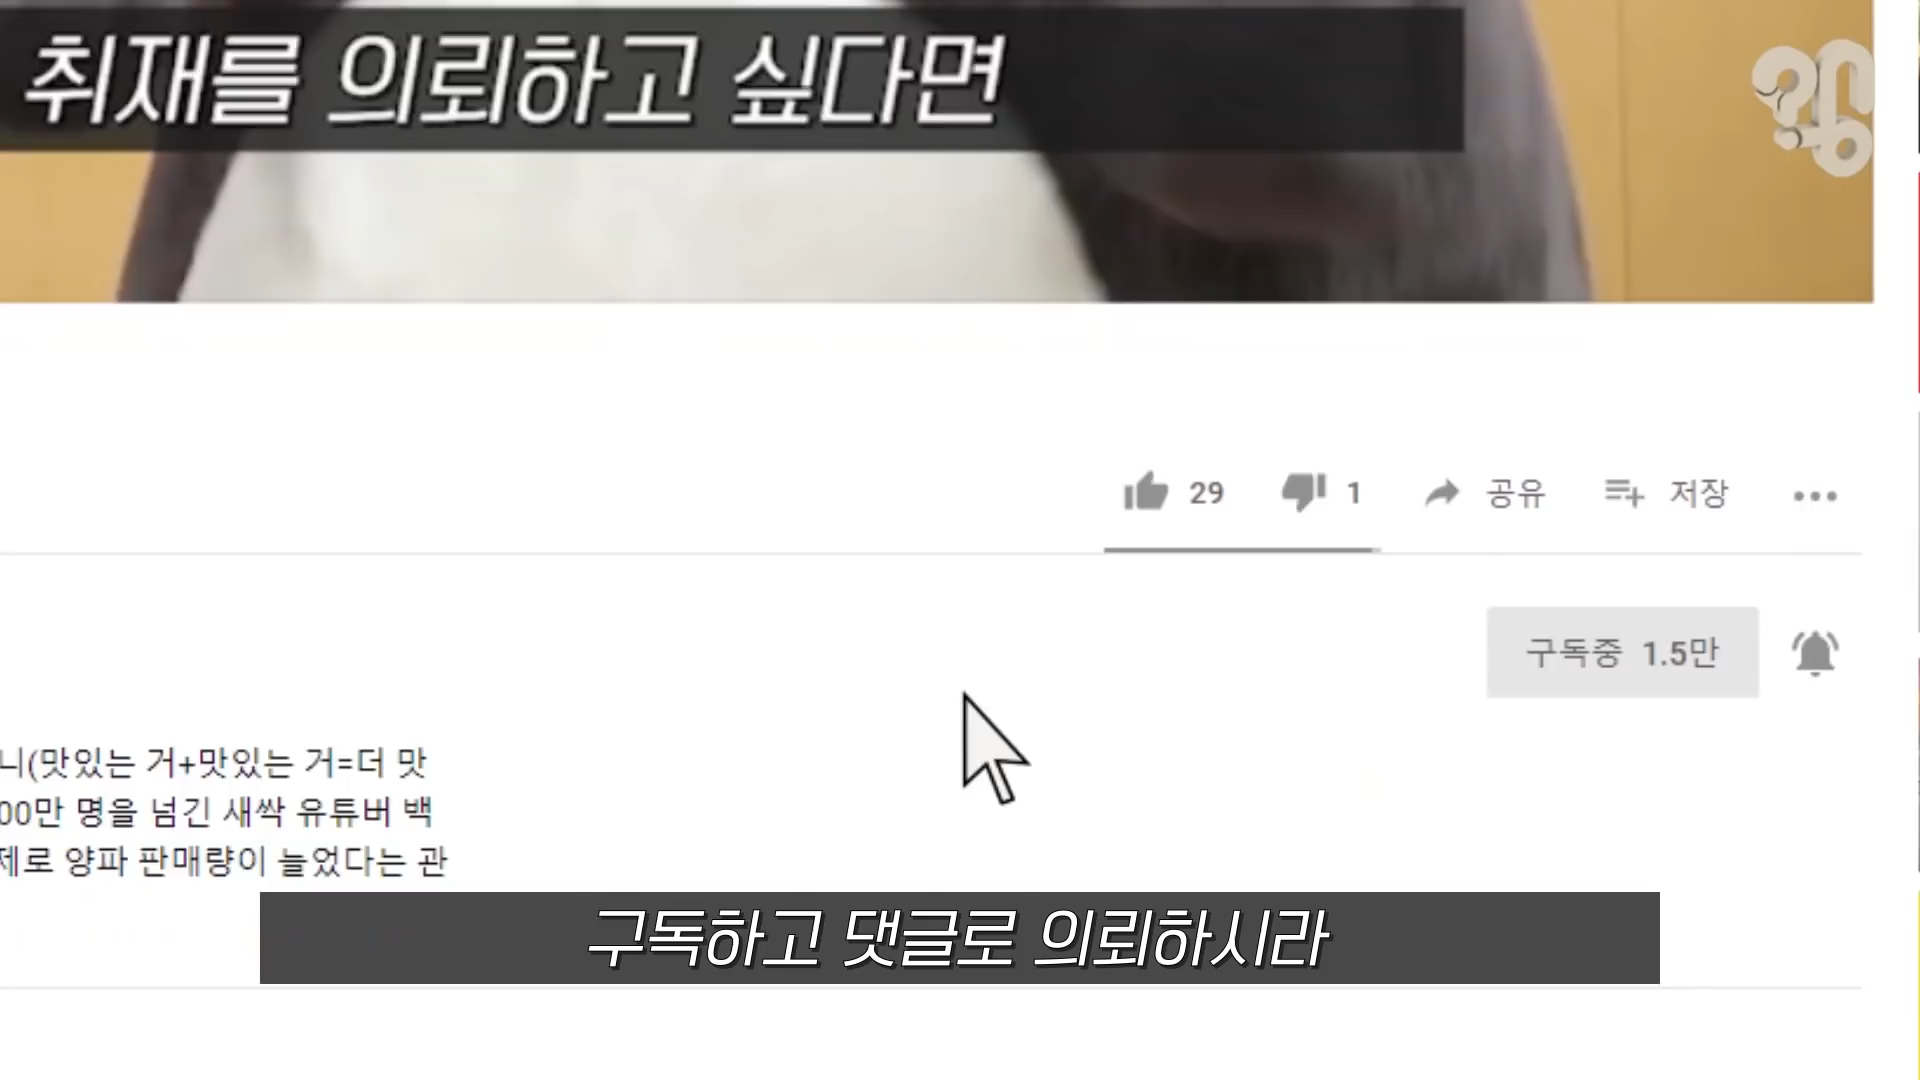 취재를 의뢰하고 싶다면
왱
29 1 공유 저장
구독중 1.5만
니(맛있는 거+맛있는 거=더 맛
00만 명을 넘긴 새싹 유튜버 백
제로 양파 판매량이 늘었다는 관
구독하고 댓글로 의뢰하시라